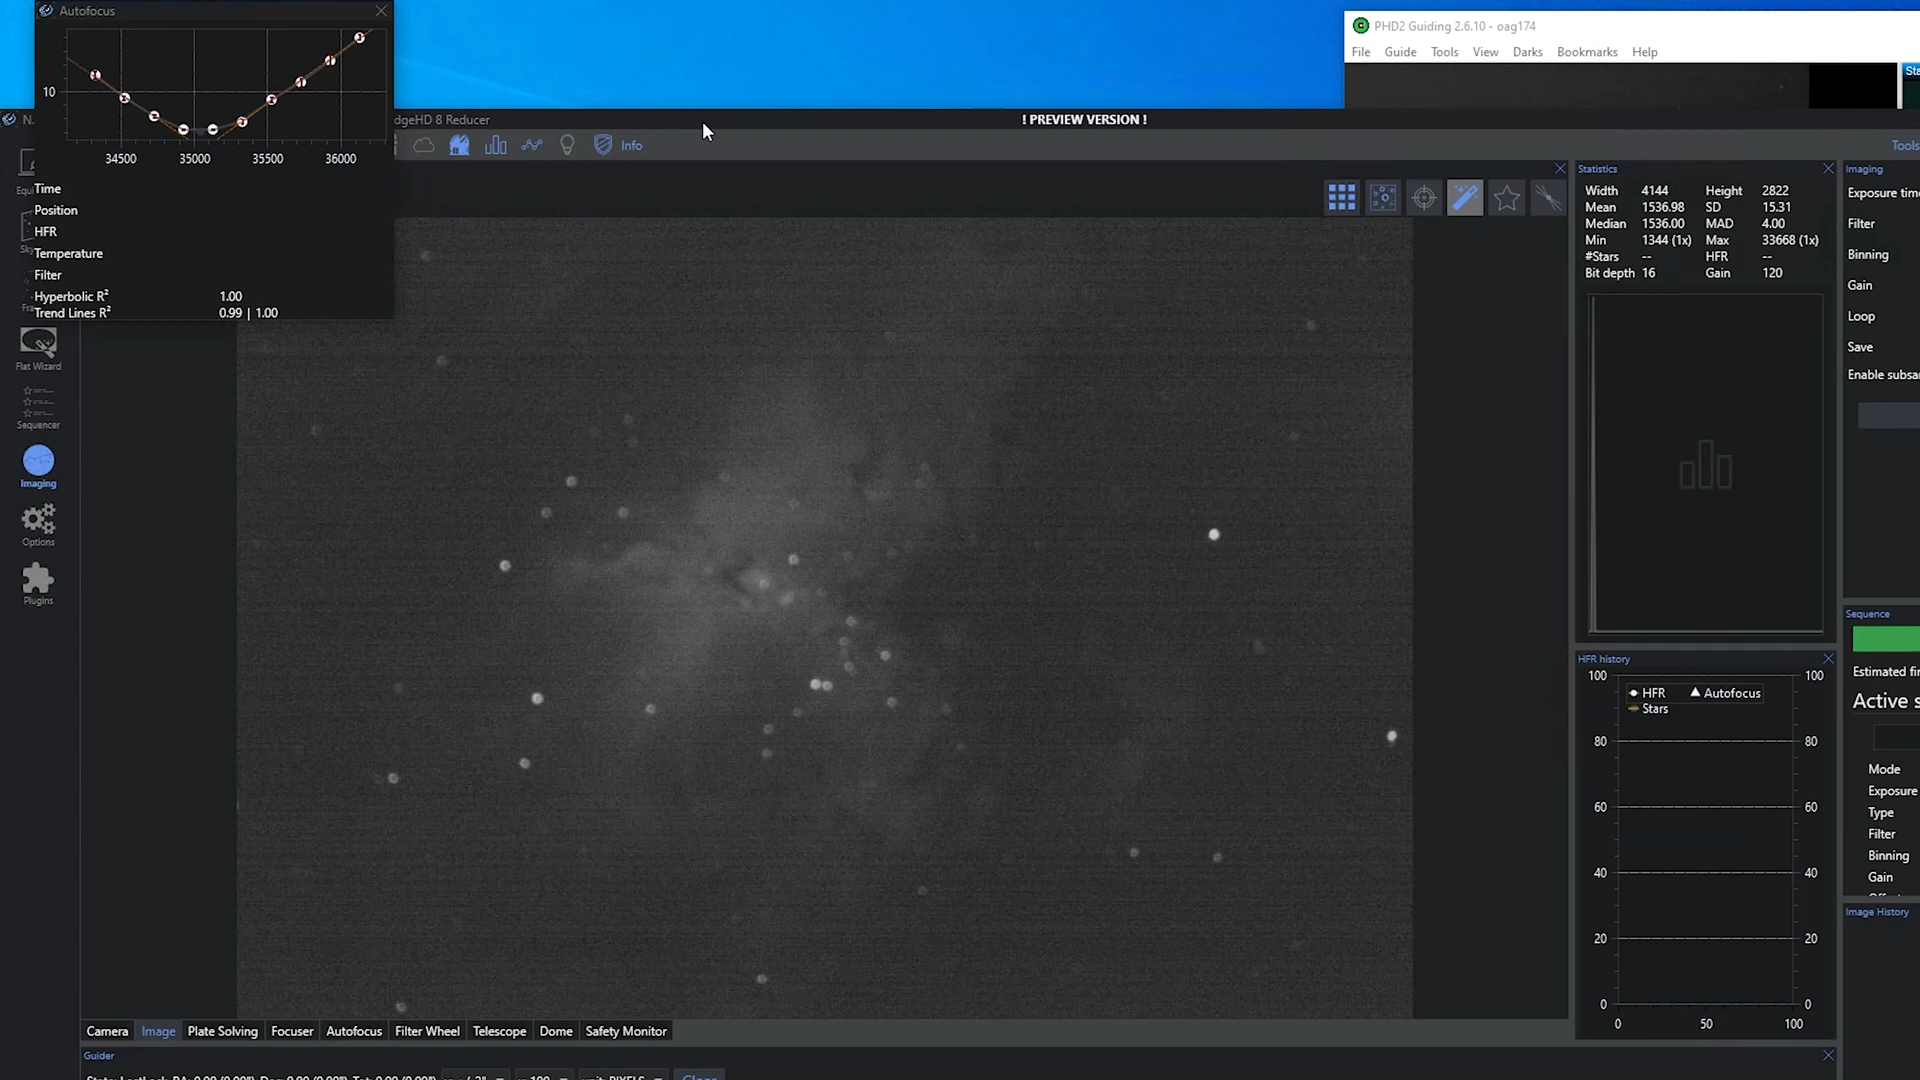 Autofocus
10
34500 35000 35500 36000
Time
Position
HFR
Temperature
Filter
Hyperbolic R² 1.00
Trend Lines R² 0.99 | 1.00
PHD2 Guiding 2.6.10 - oag174
File Guide Tools View Darks Bookmarks Help
Sta
N.
dgeHD 8 Reducer
! PREVIEW VERSION !
Info
Tools
Equi
Sk
Fra
Flat Wizard
Sequencer
Imaging
Options
Plugins
Statistics
Width 4144 Height 2822
Mean 1536.98 SD 15.31
Median 1536.00 MAD 4.00
Min 1344 (1x) Max 33668 (1x)
#Stars -- HFR --
Bit depth 16 Gain 120
HFR history
HFR Autofocus
Stars
100 100
80 80
60 60
40 40
20 20
0 0
0 50 100
Imaging
Exposure time
Filter
Binning
Gain
Loop
Save
Enable subsa
Sequence
Estimated fi
Active s
Mode
Exposure
Type
Filter
Binning
Gain
Image History
Camera Image Plate Solving Focuser Autofocus Filter Wheel Telescope Dome Safety Monitor
Guider